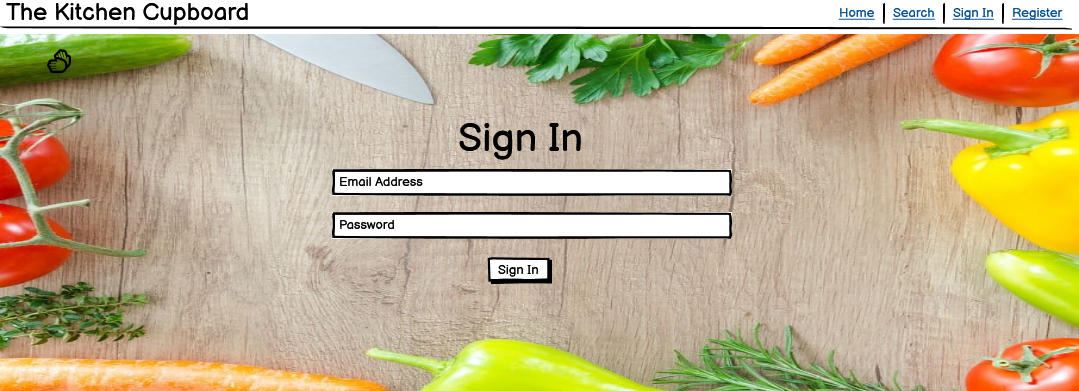 The Kitchen Cupboard
Home | Search | Sign In | Register
Sign In
Email Address
Password
Sign In